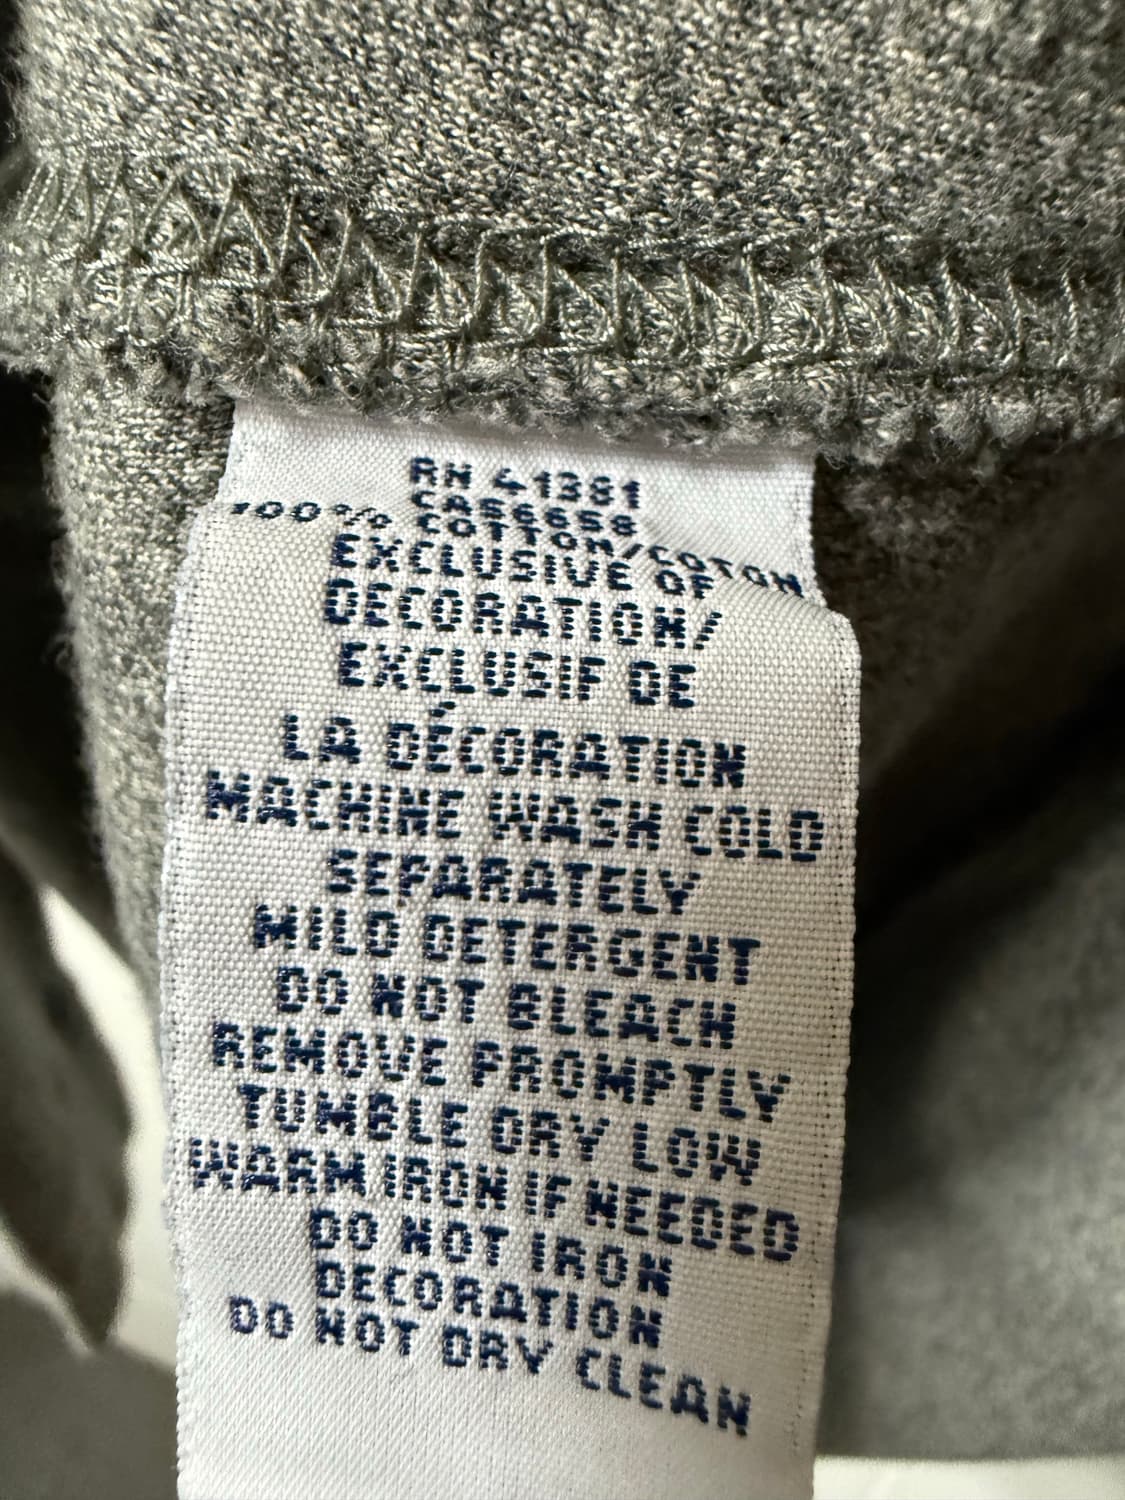 RN 41381
CA56658
100% COTTON/COTON
EXCLUSIVE OF
DECORATION/
EXCLUSIF DE
LA DÉCORATION
MACHINE WASH COLD
SEPARATELY
MILD DETERGENT
DO NOT BLEACH
REMOVE PROMPTLY
TUMBLE DRY LOW
WARM IRON IF NEEDED
DO NOT IRON
DECORATION
DO NOT DRY CLEAN